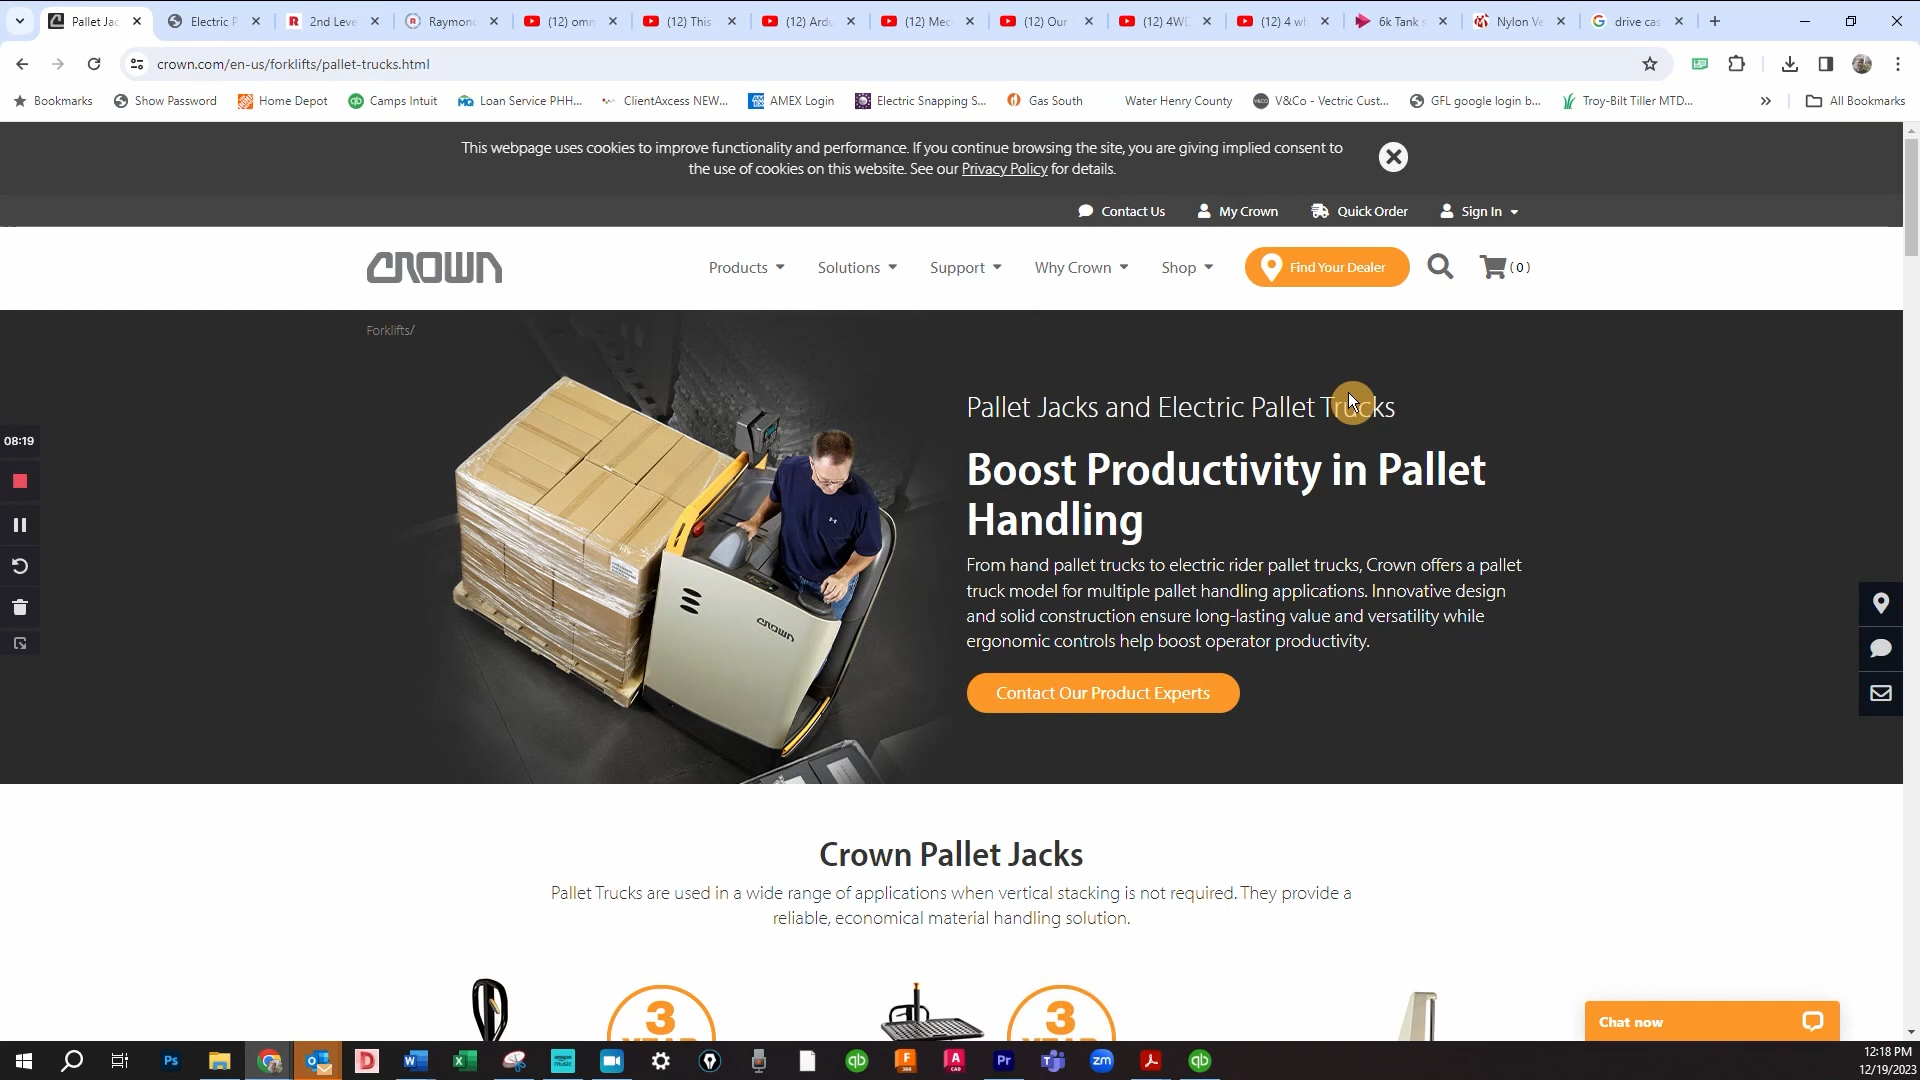 Pallet Jac
Electric P
2nd Leve
Raymond
(12) omn
(12) This
(12) Ardu
(12) Mec
(12) Our
(12) 4WD
(12) 4 wh
6k Tank s
Nylon Ve
drive cas
crown.com/en-us/forklifts/pallet-trucks.html
Bookmarks
Show Password
Home Depot
Camps Intuit
Loan Service PHH...
ClientAxcess NEW...
AMEX Login
Electric Snapping S...
Gas South
Water Henry County
V&Co - Vectric Cust...
GFL google login b...
Troy-Bilt Tiller MTD...
All Bookmarks
This webpage uses cookies to improve functionality and performance. If you continue browsing the site, you are giving implied consent to
the use of cookies on this website. See our Privacy Policy for details.
Contact Us
My Crown
Quick Order
Sign In
CROWN
Products
Solutions
Support
Why Crown
Shop
Find Your Dealer
(0)
Forklifts/
Pallet Jacks and Electric Pallet Trucks
08:19
Boost Productivity in Pallet
Handling
From hand pallet trucks to electric rider pallet trucks, Crown offers a pallet
truck model for multiple pallet handling applications. Innovative design
and solid construction ensure long-lasting value and versatility while
ergonomic controls help boost operator productivity.
CROWN
Contact Our Product Experts
Crown Pallet Jacks
Pallet Trucks are used in a wide range of applications when vertical stacking is not required. They provide a
reliable, economical material handling solution.
3
YEAR
3
YEAR
Chat now
12:18 PM
12/19/2023